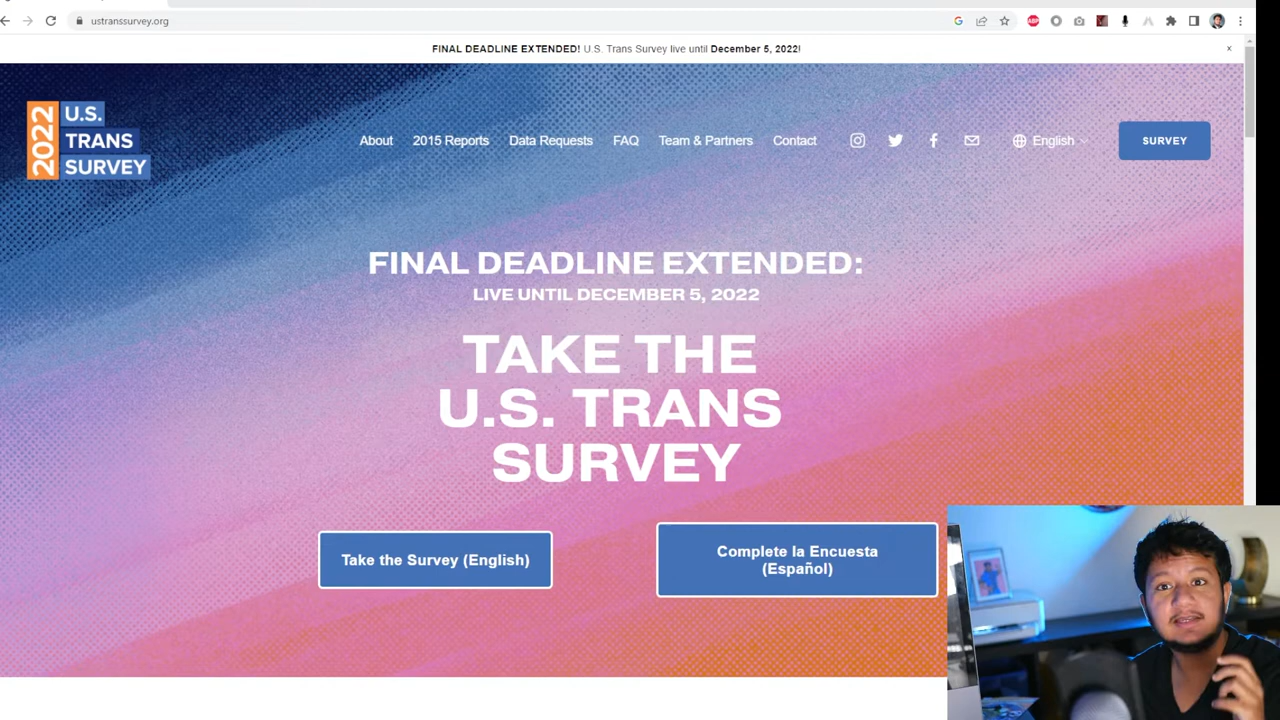 ustranssurvey.org
FINAL DEADLINE EXTENDED! U.S. Trans Survey live until December 5, 2022!
x
2022
U.S.
TRANS
SURVEY
About 2015 Reports Data Requests FAQ Team & Partners Contact English SURVEY
FINAL DEADLINE EXTENDED:
LIVE UNTIL DECEMBER 5, 2022
TAKE THE
U.S. TRANS
SURVEY
Take the Survey (English)
Complete la Encuesta
(Español)